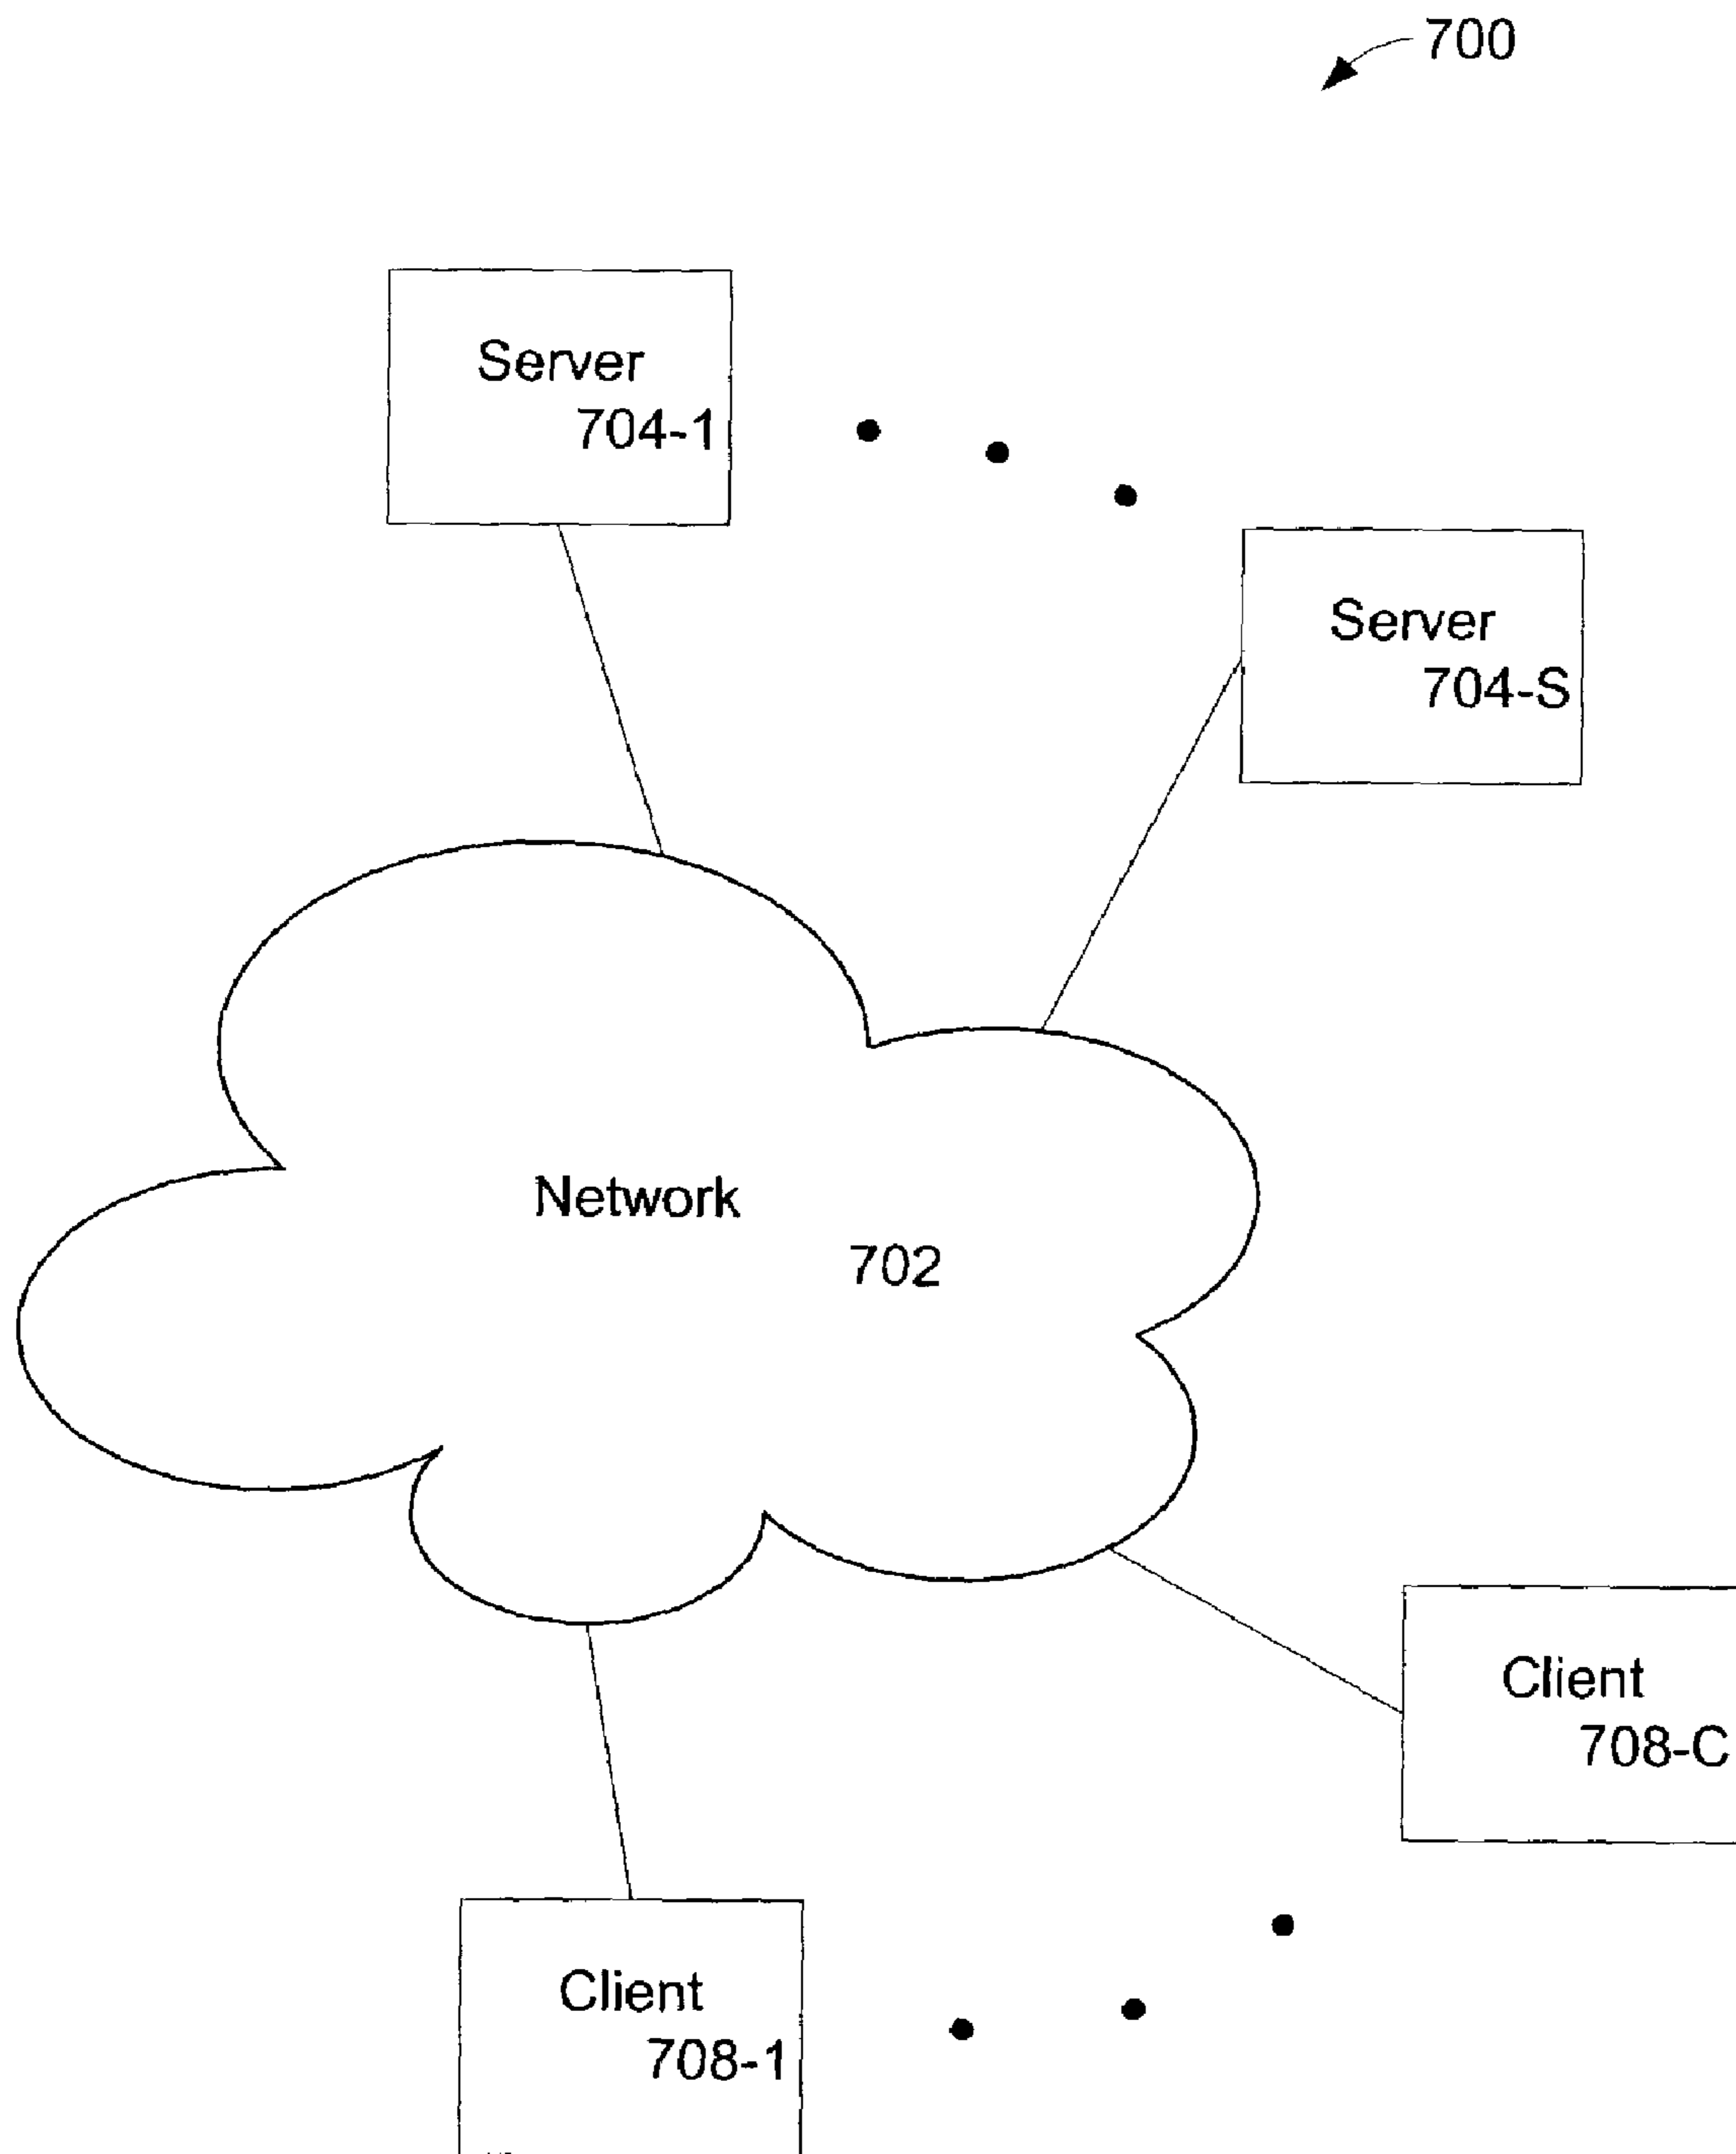 700
Server
704-1
Server
704-S
Network
702
Client
708-C
Client
708-1